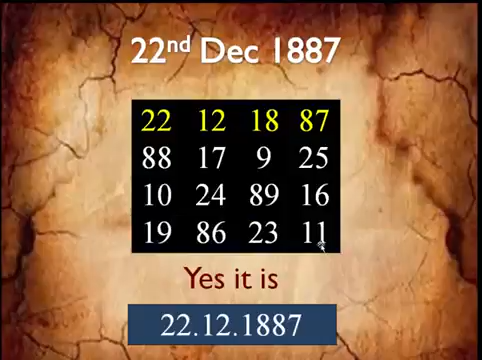 22nd Dec 1887
22 12 18 87
88 17 9 25
10 24 89 16
19 86 23 11
Yes it is
22.12.1887